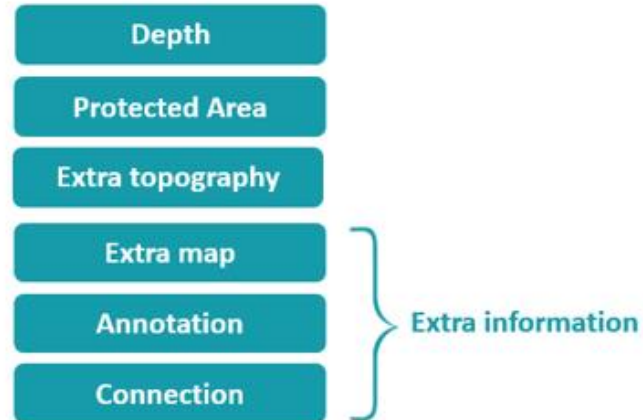 Depth
Protected Area
Extra topography
Extra map
Annotation
Extra information
Connection